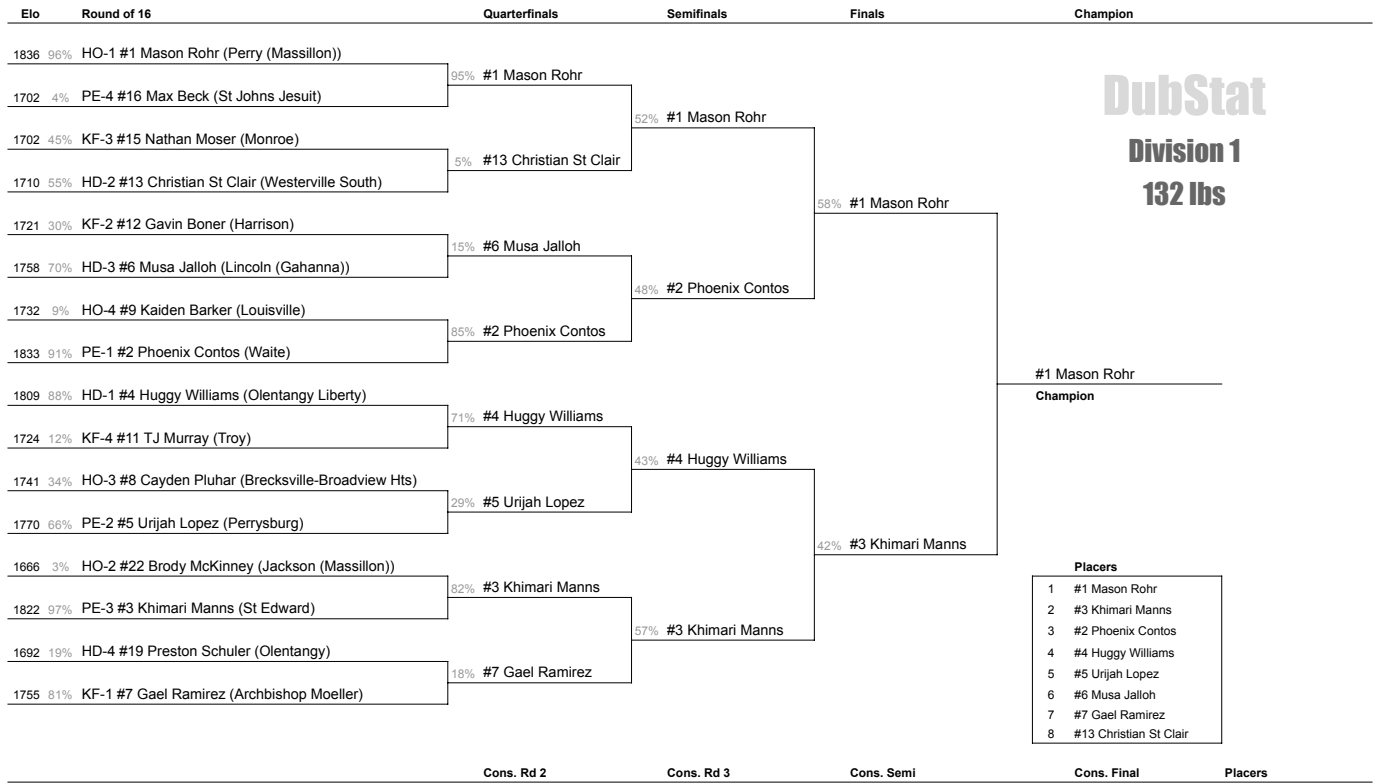 Elo Round of 16 Quarterfinals Semifinals Finals Champion
1836 96% HO-1 #1 Mason Rohr (Perry (Massillon))
95% #1 Mason Rohr
1702 4% PE-4 #16 Max Beck (St Johns Jesuit)
DubStat
52% #1 Mason Rohr
1702 45% KF-3 #15 Nathan Moser (Monroe)
Division 1
5% #13 Christian St Clair
1710 55% HD-2 #13 Christian St Clair (Westerville South)
132 lbs
58% #1 Mason Rohr
1721 30% KF-2 #12 Gavin Boner (Harrison)
15% #6 Musa Jalloh
1758 70% HD-3 #6 Musa Jalloh (Lincoln (Gahanna))
48% #2 Phoenix Contos
1732 9% HO-4 #9 Kaiden Barker (Louisville)
85% #2 Phoenix Contos
1833 91% PE-1 #2 Phoenix Contos (Waite)
#1 Mason Rohr
Champion
1809 88% HD-1 #4 Huggy Williams (Olentangy Liberty)
71% #4 Huggy Williams
1724 12% KF-4 #11 TJ Murray (Troy)
43% #4 Huggy Williams
1741 34% HO-3 #8 Cayden Pluhar (Brecksville-Broadview Hts)
29% #5 Urijah Lopez
1770 66% PE-2 #5 Urijah Lopez (Perrysburg)
42% #3 Khimari Manns
1666 3% HO-2 #22 Brody McKinney (Jackson (Massillon))
82% #3 Khimari Manns
1822 97% PE-3 #3 Khimari Manns (St Edward)
57% #3 Khimari Manns
1692 19% HD-4 #19 Preston Schuler (Olentangy)
18% #7 Gael Ramirez
1755 81% KF-1 #7 Gael Ramirez (Archbishop Moeller)
Placers
1 #1 Mason Rohr
2 #3 Khimari Manns
3 #2 Phoenix Contos
4 #4 Huggy Williams
5 #5 Urijah Lopez
6 #6 Musa Jalloh
7 #7 Gael Ramirez
8 #13 Christian St Clair
Cons. Rd 2 Cons. Rd 3 Cons. Semi Cons. Final Placers